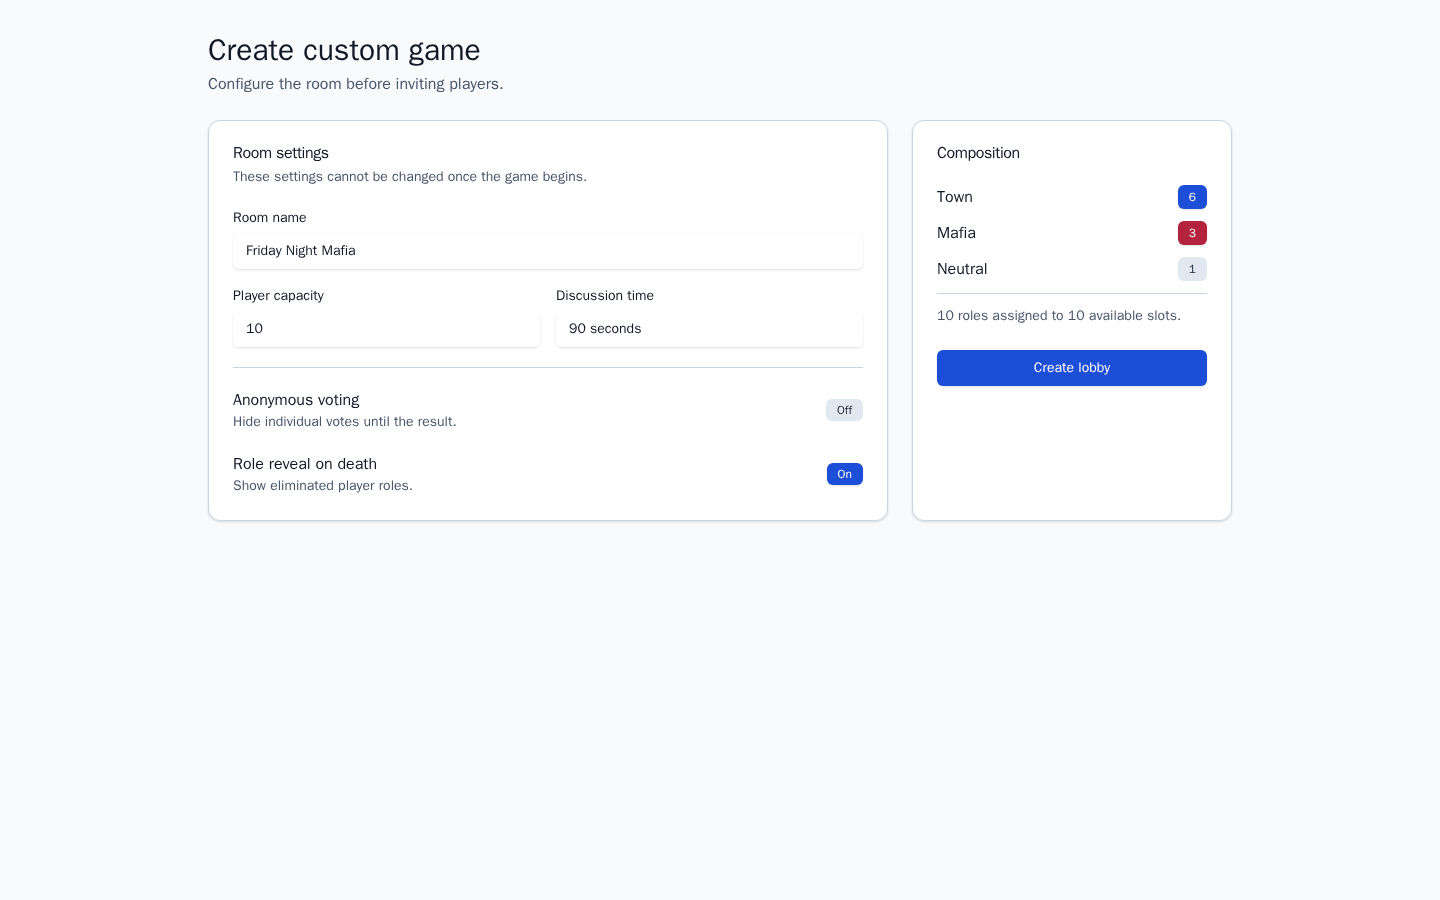 Create custom game
Configure the room before inviting players.
Room settings
These settings cannot be changed once the game begins.
Room name
Friday Night Mafia
Player capacity
Discussion time
10
90 seconds
Anonymous voting
Hide individual votes until the result.
Off
Role reveal on death
Show eliminated player roles.
On
Composition
Town 6
Mafia 3
Neutral 1
10 roles assigned to 10 available slots.
Create lobby